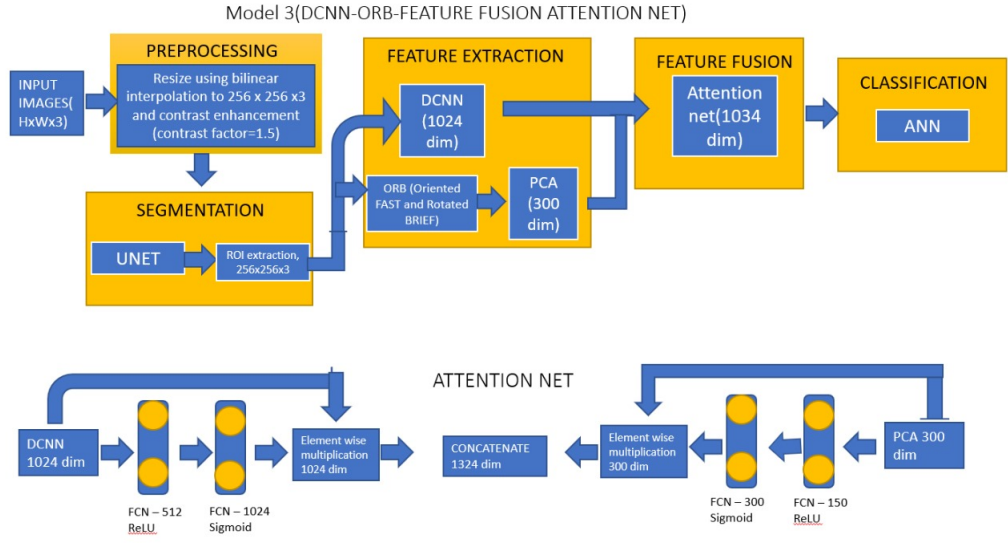 Model 3(DCNN-ORB-FEATURE FUSION ATTENTION NET)
INPUT
IMAGES(
HxWx3)
PREPROCESSING
Resize using bilinear
interpolation to 256 x 256 x3
and contrast enhancement
(contrast factor=1.5)
SEGMENTATION
UNET
ROI extraction,
256x256x3
FEATURE EXTRACTION
DCNN
(1024
dim)
ORB (Oriented
FAST and Rotated
BRIEF)
PCA
(300
dim)
FEATURE FUSION
Attention
net(1034
dim)
CLASSIFICATION
ANN
ATTENTION NET
DCNN
1024 dim
FCN – 512
ReLU
FCN – 1024
Sigmoid
Element wise
multiplication
1024 dim
CONCATENATE
1324 dim
Element wise
multiplication
300 dim
FCN – 300
Sigmoid
FCN – 150
ReLU
PCA 300
dim